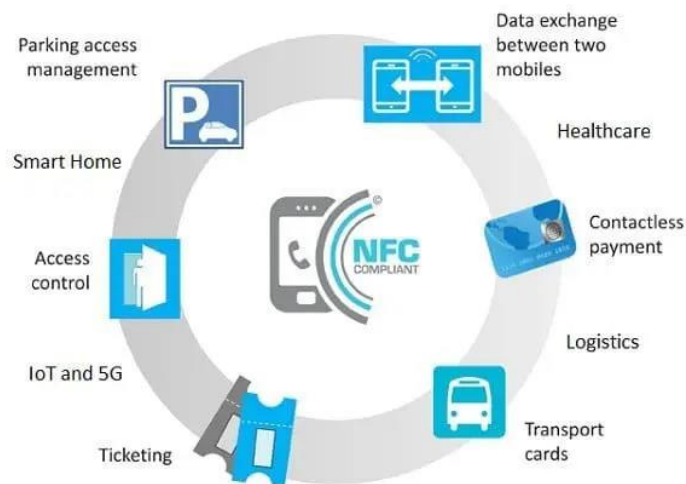 Parking access
management
Data exchange
between two
mobiles
Healthcare
Smart Home
Contactless
payment
Access
control
©
NFC
COMPLIANT
Logistics
IoT and 5G
Transport
cards
Ticketing
P